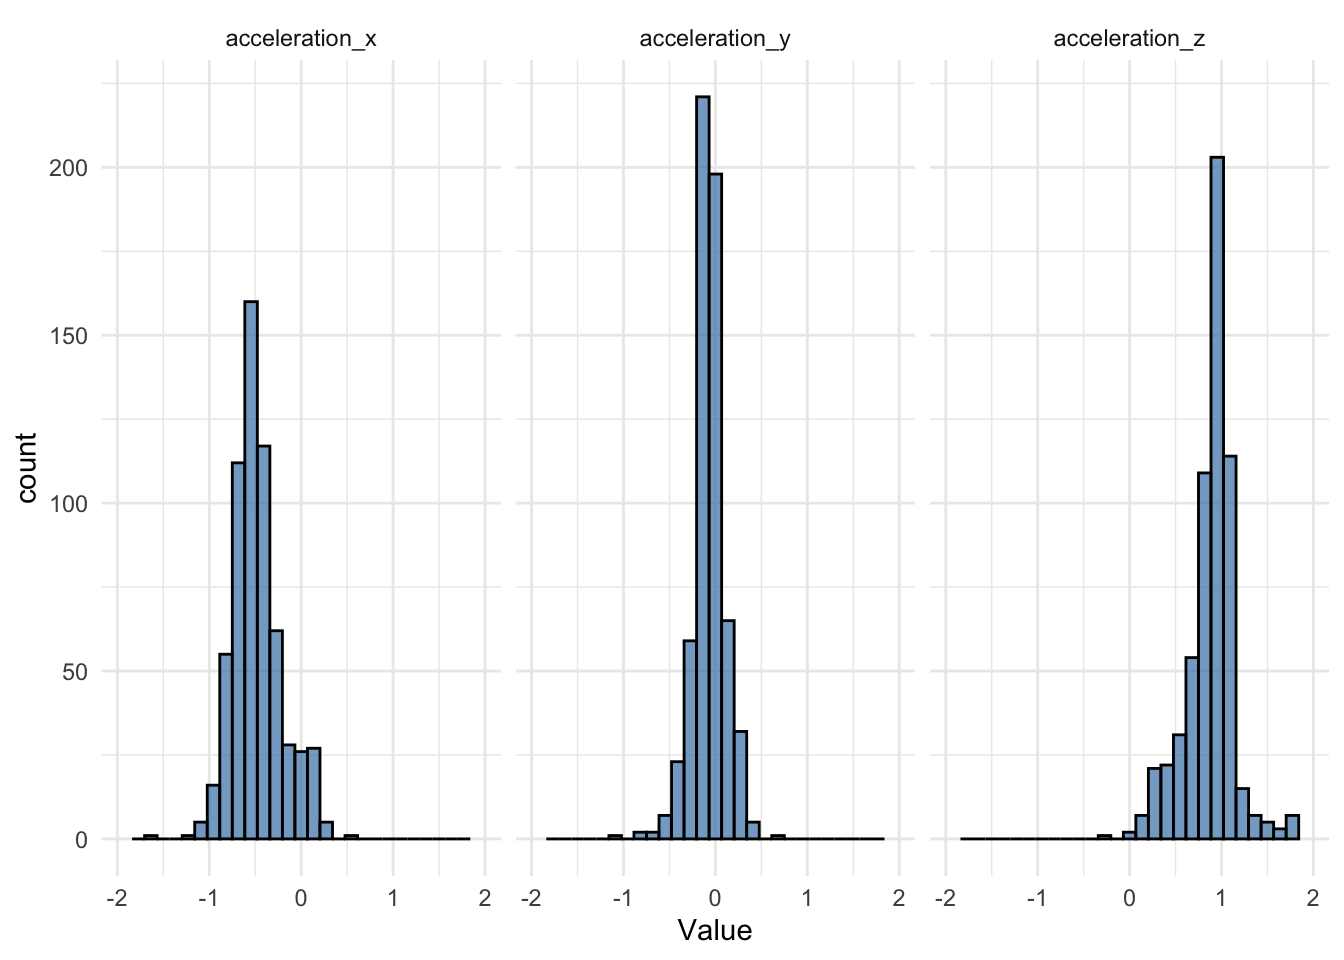 acceleration_x acceleration_y acceleration_z
200
150
100
50
0
count
-2 -1 0 1 2 -2 -1 0 1 2 -2 -1 0 1 2
Value